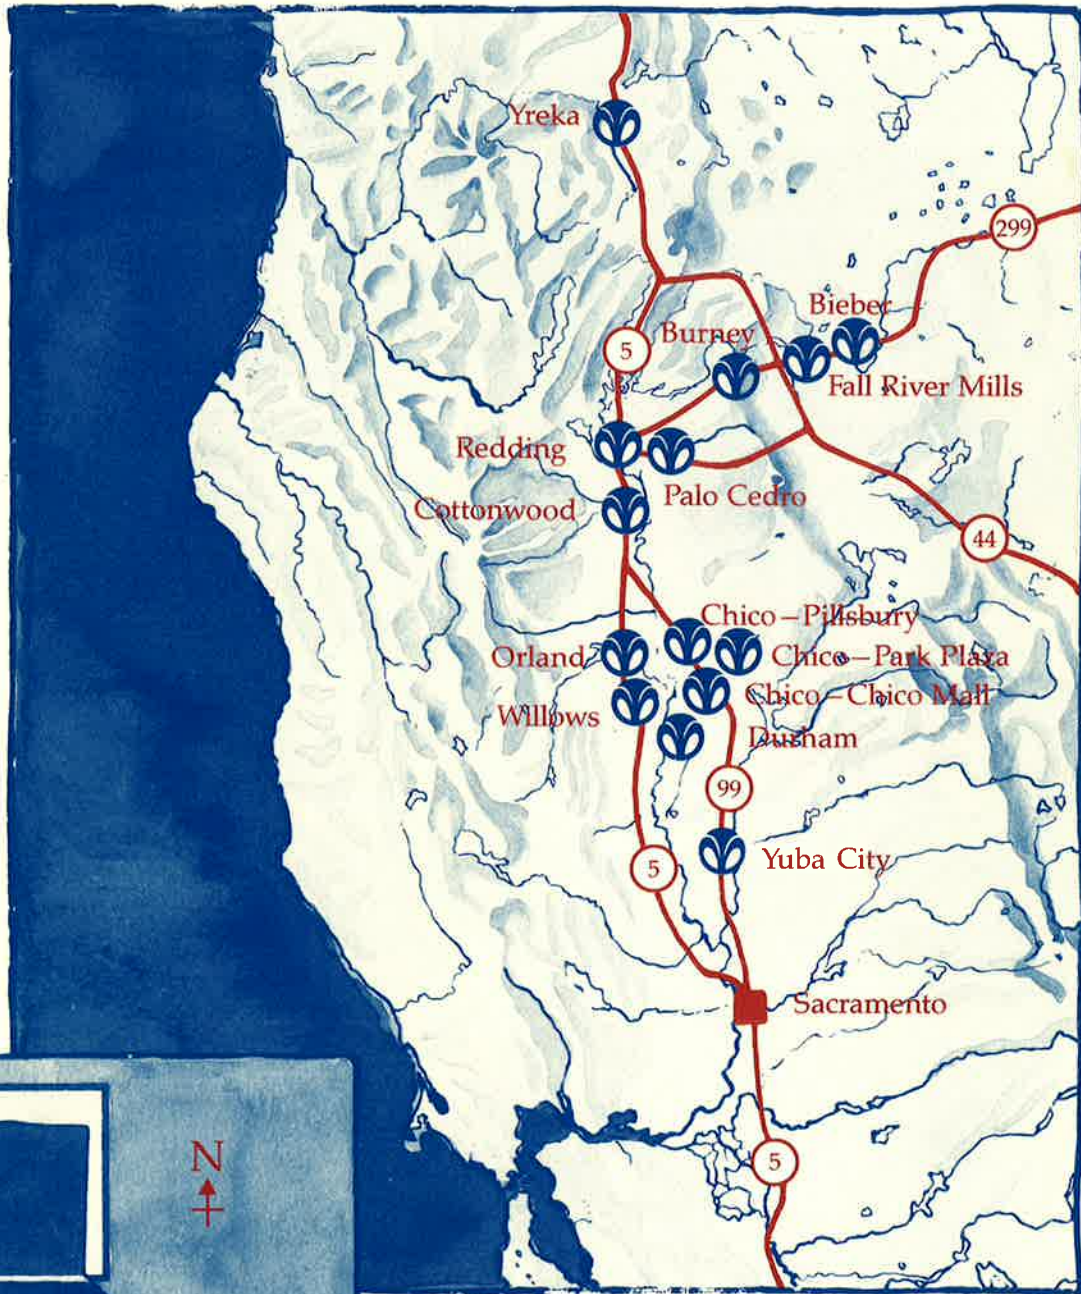 Yreka
299
Bieber
5
Burney
Fall River Mills
Redding
Palo Cedro
Cottonwood
44
Chico–Pillsbury
Orland
Chico–Park Plaza
Chico–Chico Mall
Willows
Durham
99
Yuba City
5
Sacramento
N
5